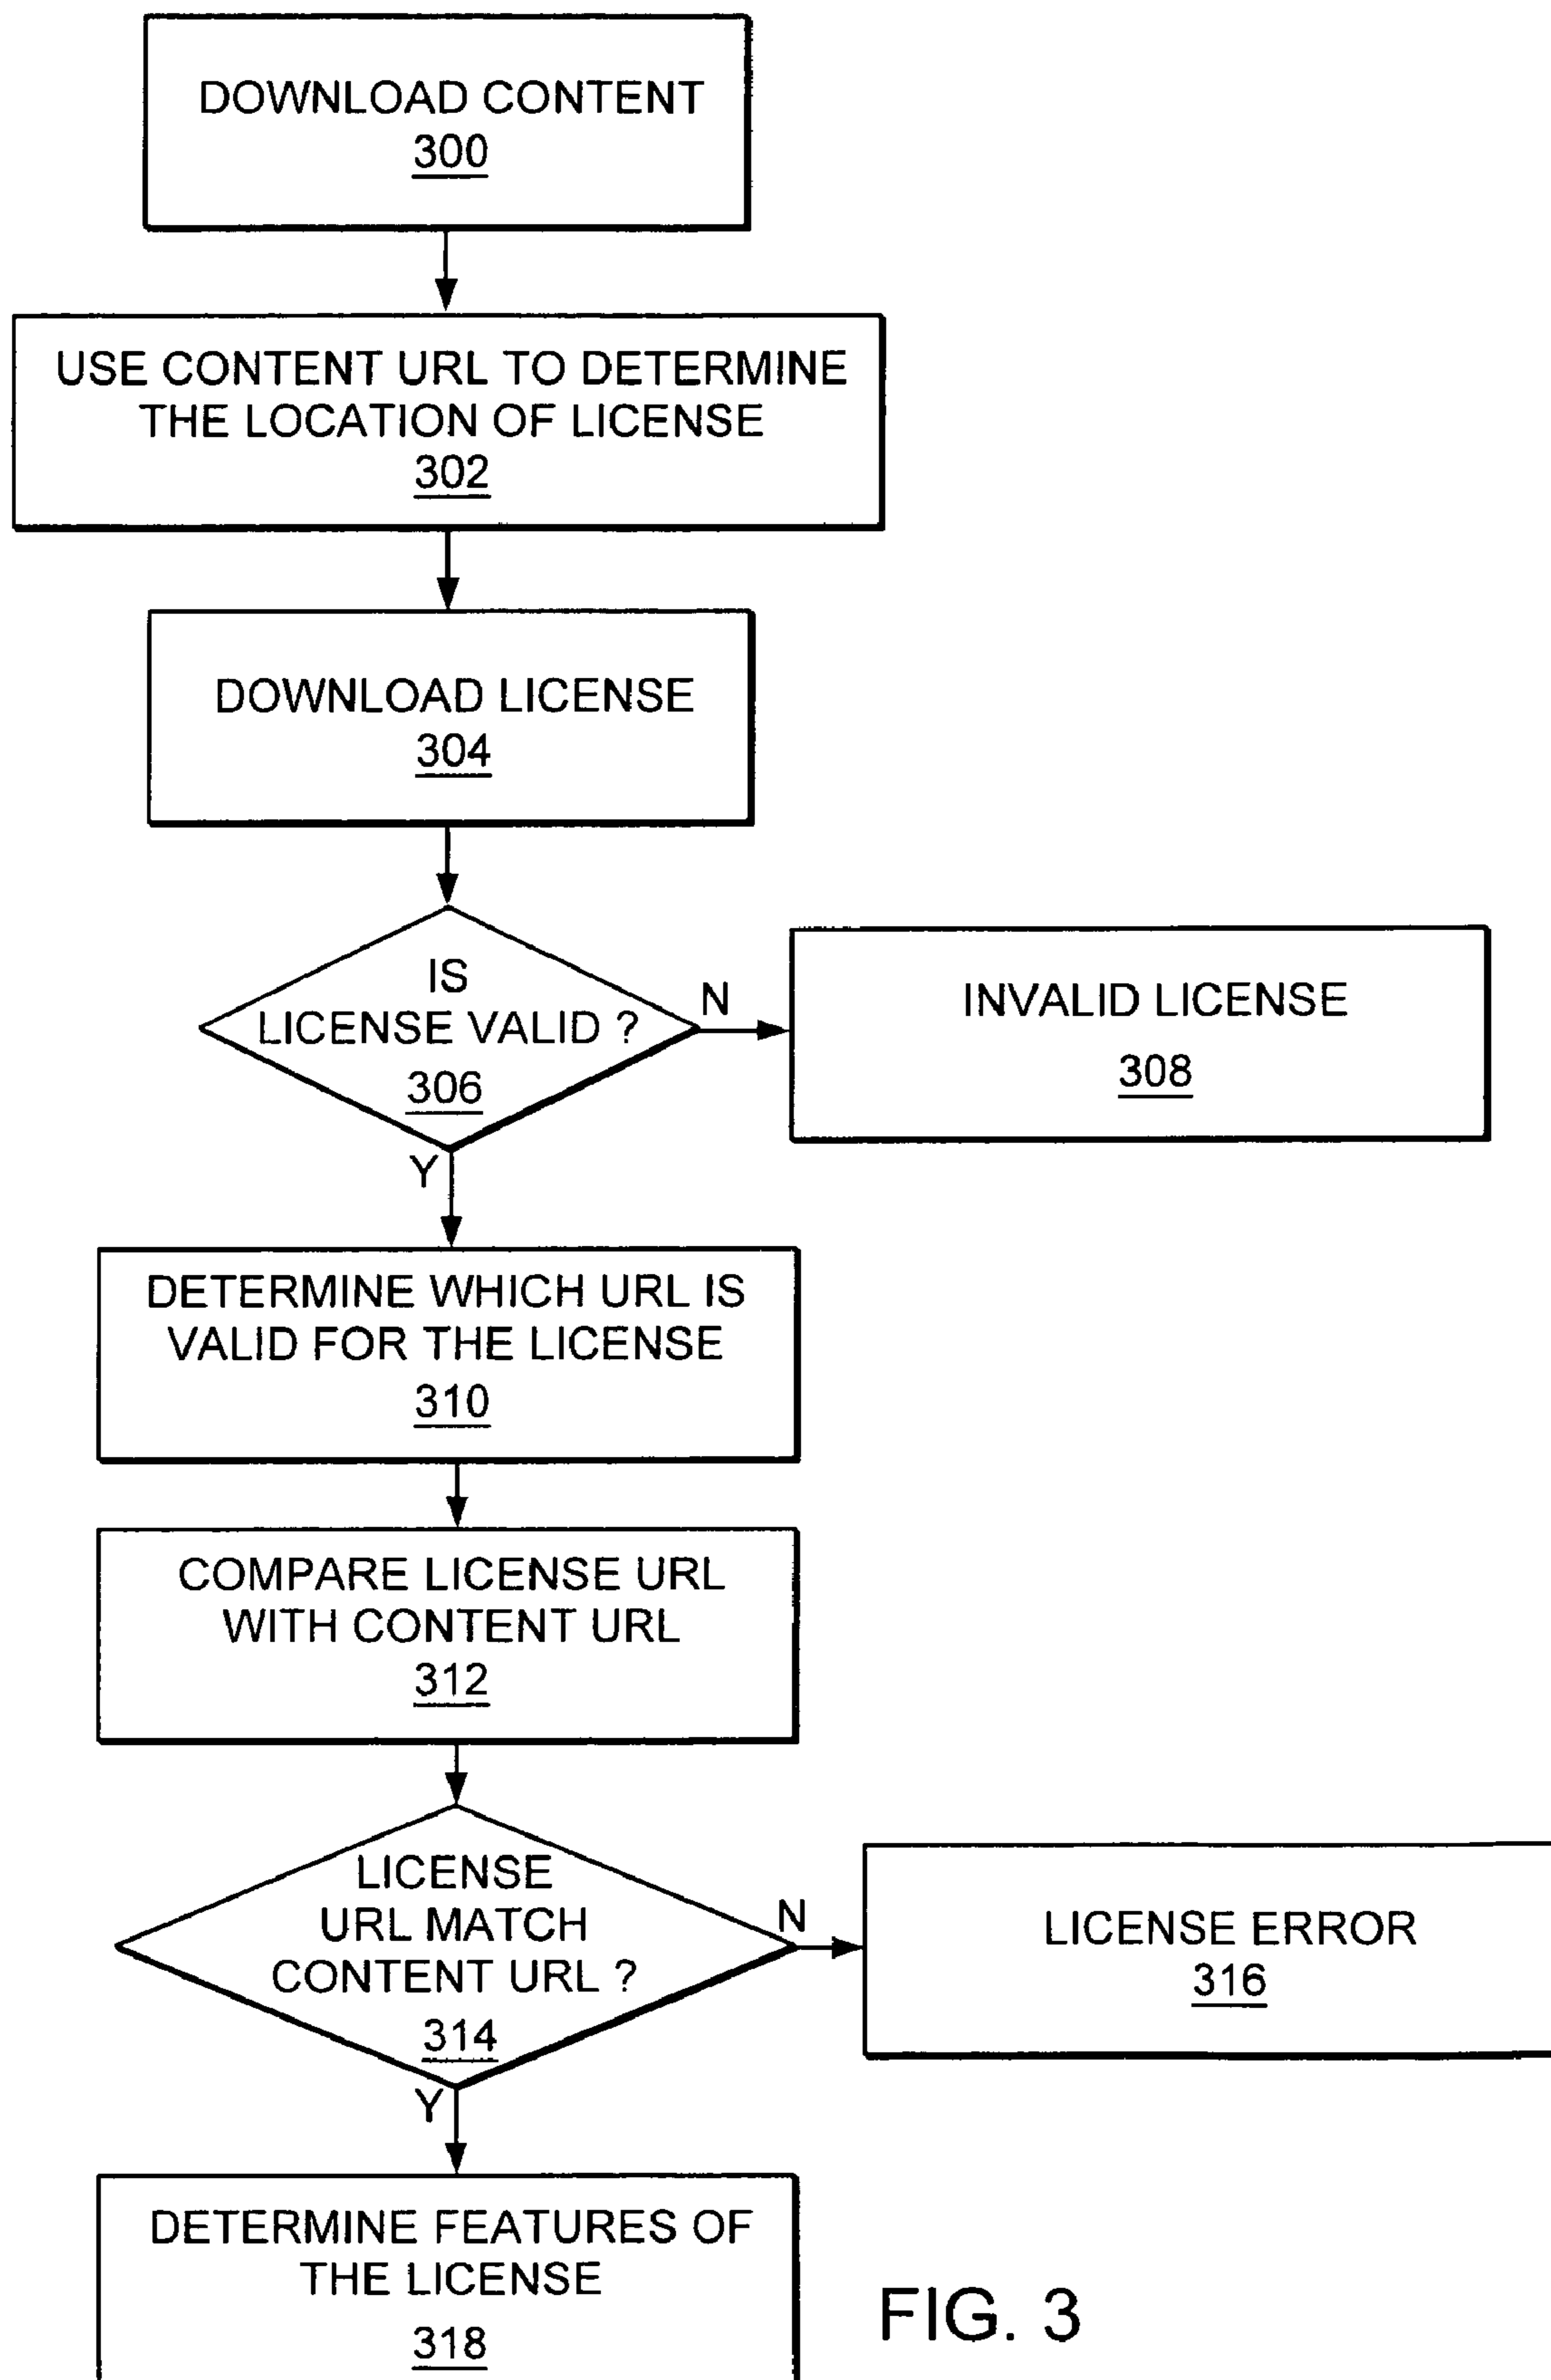 DOWNLOAD CONTENT
300
USE CONTENT URL TO DETERMINE
THE LOCATION OF LICENSE
302
DOWNLOAD LICENSE
304
IS
LICENSE VALID ?
306
N
INVALID LICENSE
308
Y
DETERMINE WHICH URL IS
VALID FOR THE LICENSE
310
COMPARE LICENSE URL
WITH CONTENT URL
312
LICENSE
URL MATCH
CONTENT URL ?
314
N
LICENSE ERROR
316
Y
DETERMINE FEATURES OF
THE LICENSE
318
FIG. 3